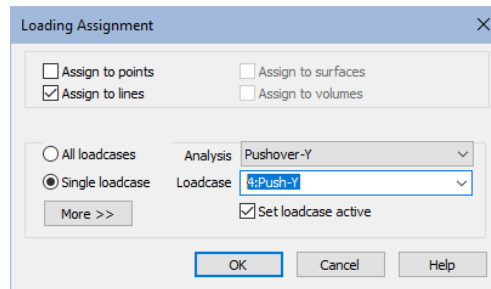 Loading Assignment
Assign to points Assign to surfaces
Assign to lines Assign to volumes
All loadcases Analysis Pushover-Y
Single loadcase Loadcase 4:Push-Y
More >> Set loadcase active
OK Cancel Help